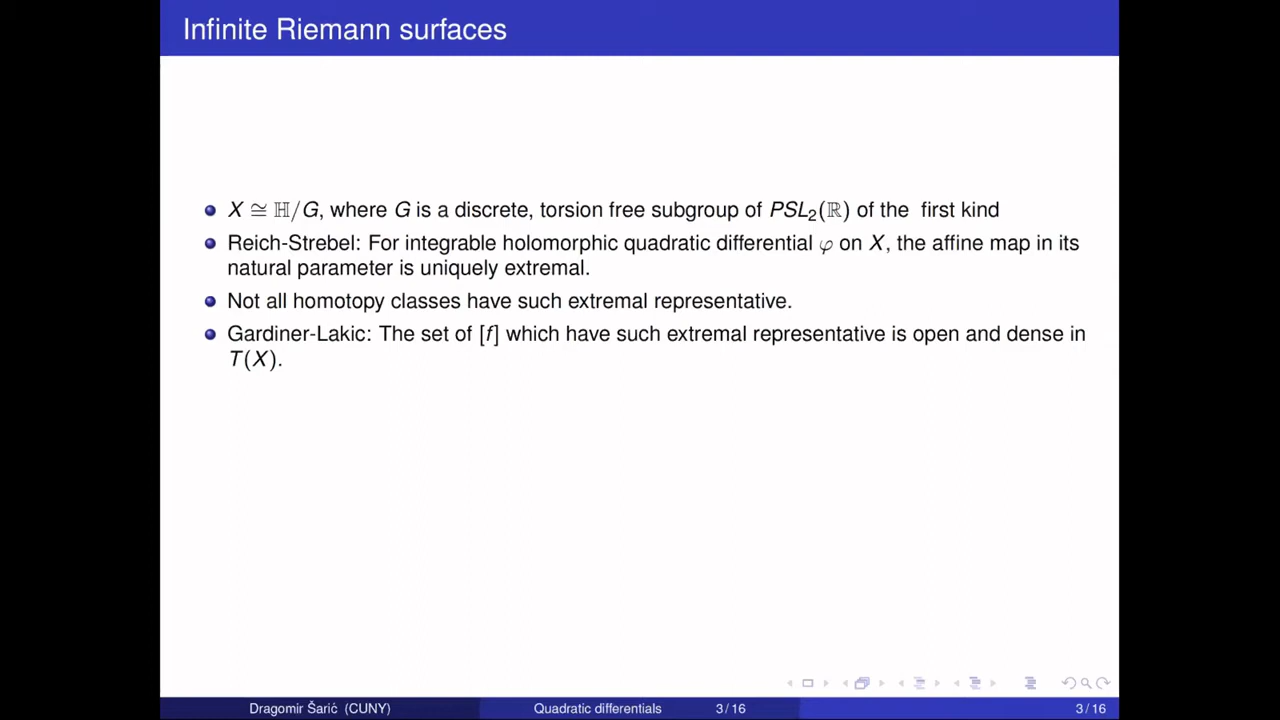 Infinite Riemann surfaces
X ≅ ℍ/G, where G is a discrete, torsion free subgroup of PSL₂(ℝ) of the first kind
Reich-Strebel: For integrable holomorphic quadratic differential φ on X, the affine map in its
natural parameter is uniquely extremal.
Not all homotopy classes have such extremal representative.
Gardiner-Lakic: The set of [f] which have such extremal representative is open and dense in
T(X).
Dragomir Šarić (CUNY) Quadratic differentials 3 / 16 3 / 16